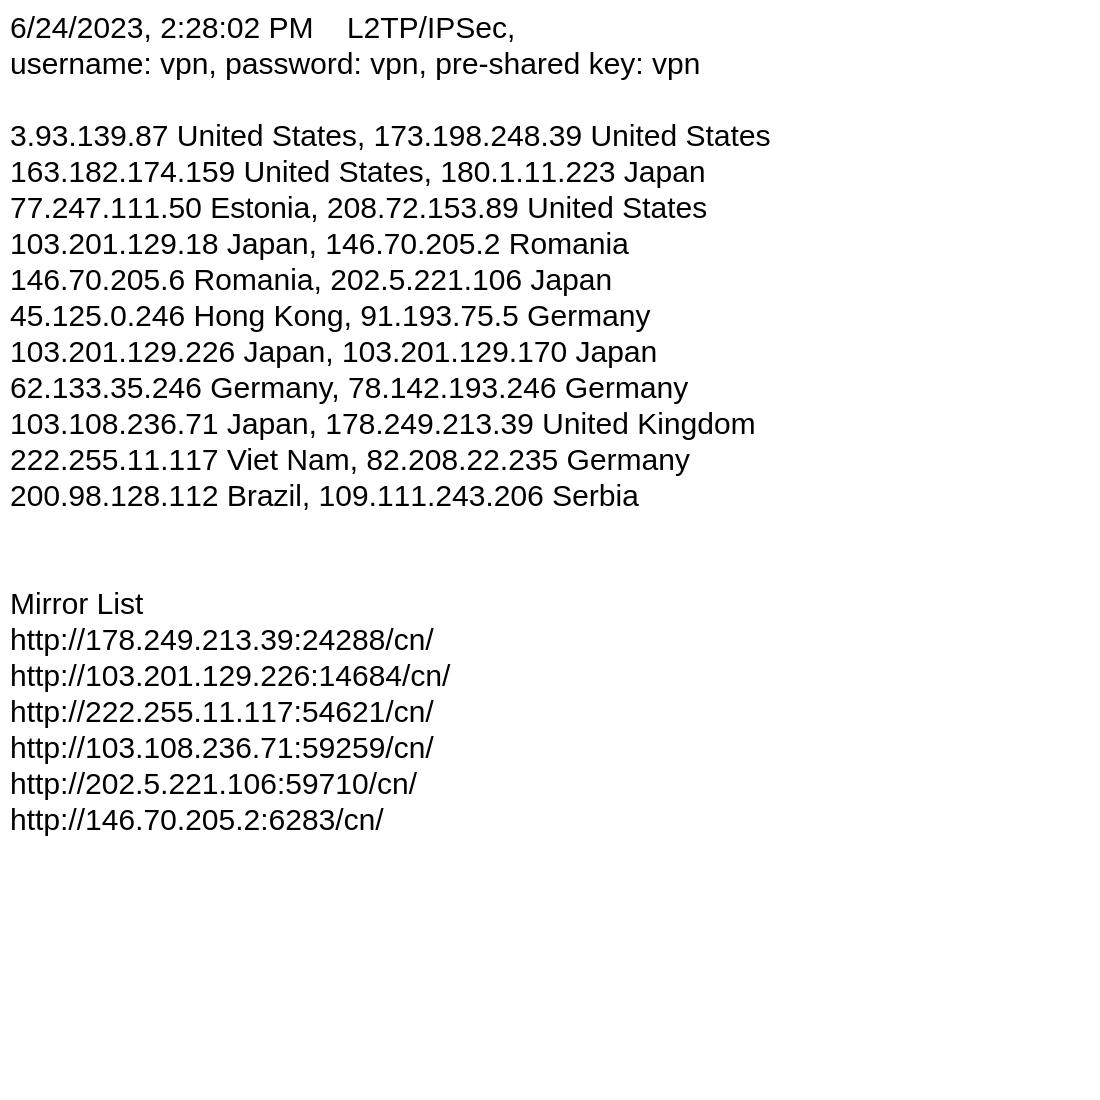 6/24/2023, 2:28:02 PM    L2TP/IPSec,
username: vpn, password: vpn, pre-shared key: vpn
3.93.139.87 United States, 173.198.248.39 United States
163.182.174.159 United States, 180.1.11.223 Japan
77.247.111.50 Estonia, 208.72.153.89 United States
103.201.129.18 Japan, 146.70.205.2 Romania
146.70.205.6 Romania, 202.5.221.106 Japan
45.125.0.246 Hong Kong, 91.193.75.5 Germany
103.201.129.226 Japan, 103.201.129.170 Japan
62.133.35.246 Germany, 78.142.193.246 Germany
103.108.236.71 Japan, 178.249.213.39 United Kingdom
222.255.11.117 Viet Nam, 82.208.22.235 Germany
200.98.128.112 Brazil, 109.111.243.206 Serbia
Mirror List
http://178.249.213.39:24288/cn/
http://103.201.129.226:14684/cn/
http://222.255.11.117:54621/cn/
http://103.108.236.71:59259/cn/
http://202.5.221.106:59710/cn/
http://146.70.205.2:6283/cn/